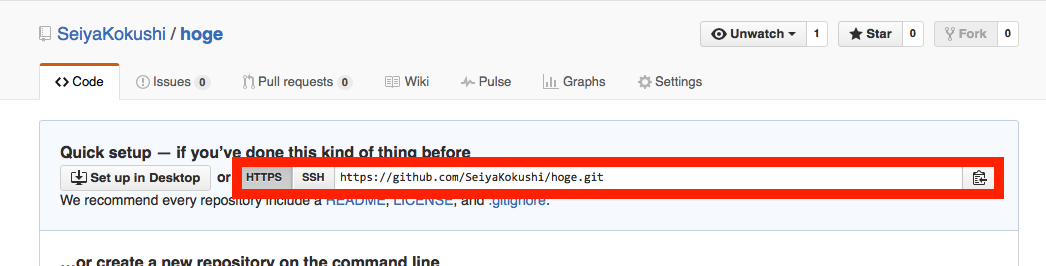 SeiyaKokushi / hoge
Unwatch 1 Star 0 Fork 0
Code Issues 0 Pull requests 0 Wiki Pulse Graphs Settings
Quick setup — if you've done this kind of thing before
Set up in Desktop or HTTPS SSH https://github.com/SeiyaKokushi/hoge.git
We recommend every repository include a README, LICENSE, and .gitignore.
…or create a new repository on the command line